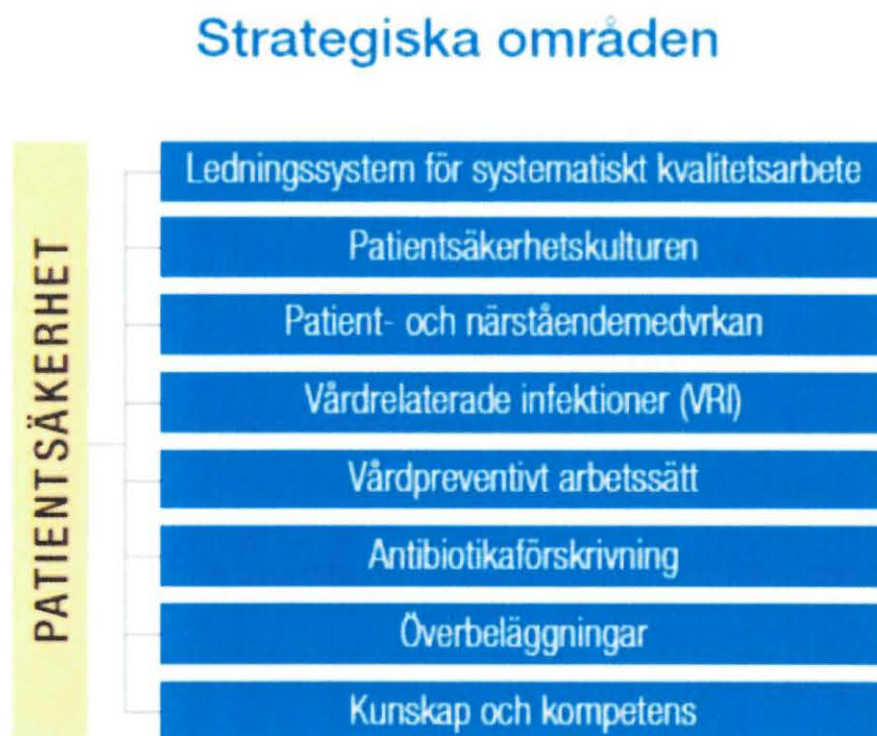 Strategiska områden
PATIENTSÄKERHET
Ledningssystem för systematiskt kvalitetsarbete
Patientsäkerhetskulturen
Patient- och närståendemedvrkan
Vårdrelaterade infektioner (VRI)
Vårdpreventivt arbetssätt
Antibiotikaförskrivning
Överbeläggningar
Kunskap och kompetens